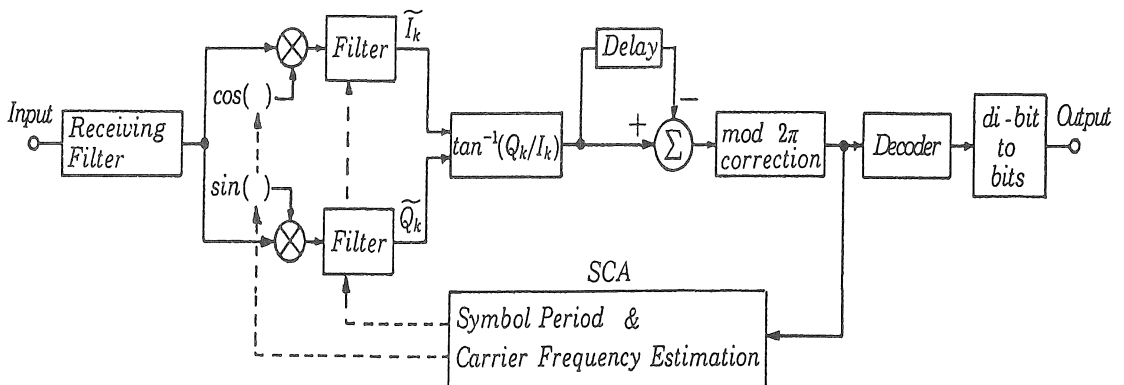 Input
Receiving
Filter
cos( )
sin( )
Filter
Ĩk
Filter
Q̃k
tan⁻¹(Qk/Ik)
Delay
−
+
Σ
mod 2π
correction
Decoder
di-bit
to
bits
Output
SCA
Symbol Period &
Carrier Frequency Estimation